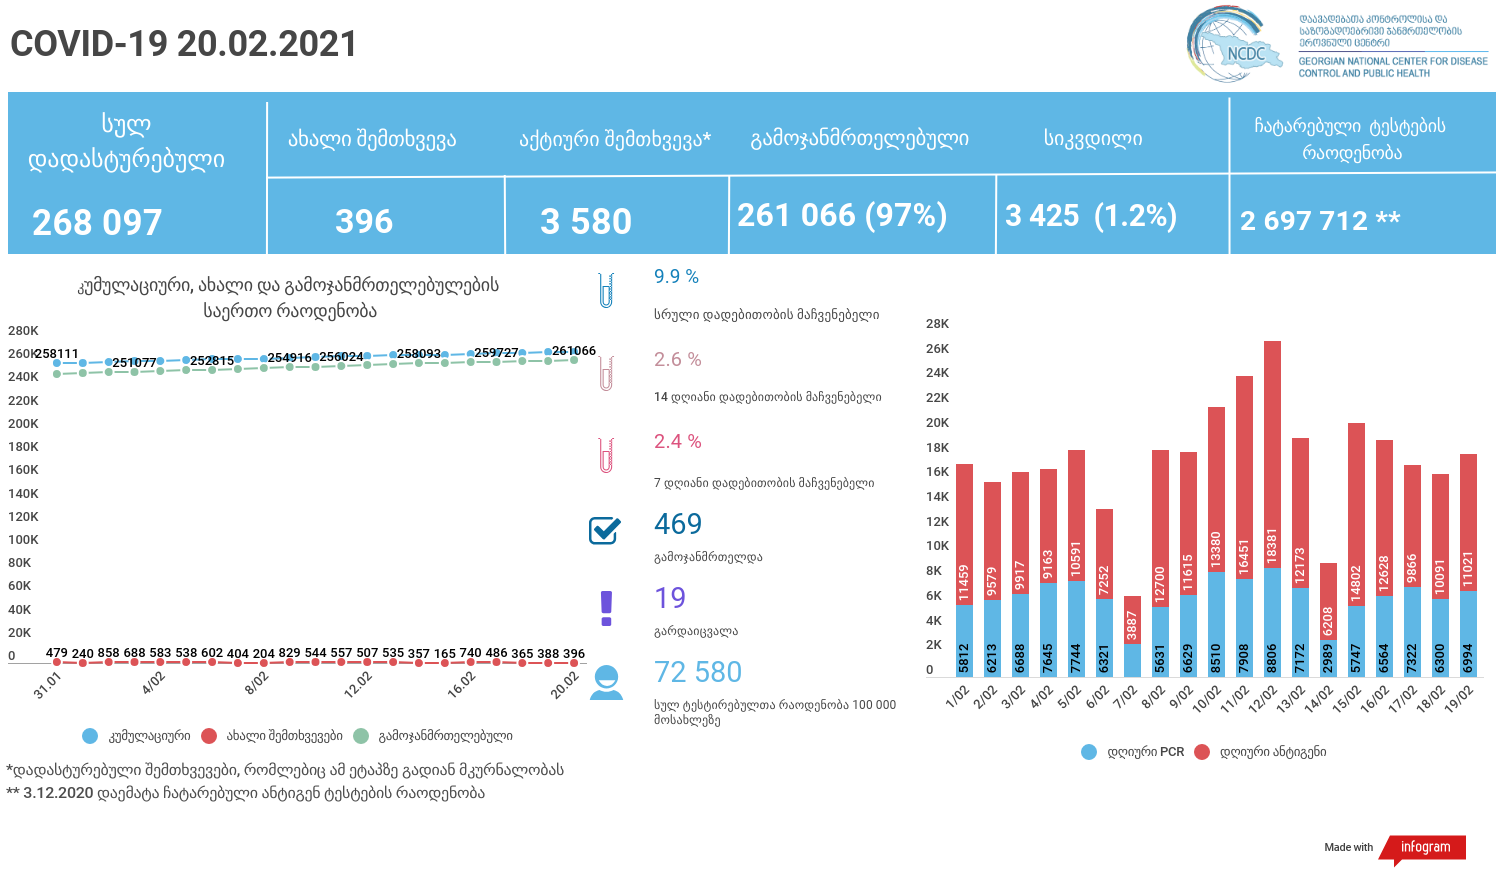 COVID-19 20.02.2021
დაავადებათა კონტროლისა და
საზოგადოებრივი ჯანმრთელობის
ეროვნული ცენტრი
NCDC
GEORGIAN NATIONAL CENTER FOR DISEASE
CONTROL AND PUBLIC HEALTH
სულ
დადასტურებული
268 097
ახალი შემთხვევა
396
აქტიური შემთხვევა*
3 580
გამოჯანმრთელებული
261 066 (97%)
სიკვდილი
3 425 (1.2%)
ჩატარებული ტესტების
რაოდენობა
2 697 712 **
კუმულაციური, ახალი და გამოჯანმრთელებულების
საერთო რაოდენობა
280K
260K
240K
220K
200K
180K
160K
140K
120K
100K
80K
60K
40K
20K
0
258111 251077 252815 254916 256024 258093 259727 261066
479 240 858 688 583 538 602 404 204 829 544 557 507 535 357 165 740 486 365 388 396
31.01 4/02 8/02 12.02 16.02 20.02
კუმულაციური ახალი შემთხვევები გამოჯანმრთელებული
*დადასტურებული შემთხვევები, რომლებიც ამ ეტაპზე გადიან მკურნალობას
** 3.12.2020 დაემატა ჩატარებული ანტიგენ ტესტების რაოდენობა
9.9 %
სრული დადებითობის მაჩვენებელი
2.6 %
14 დღიანი დადებითობის მაჩვენებელი
2.4 %
7 დღიანი დადებითობის მაჩვენებელი
469
გამოჯანმრთელდა
19
გარდაიცვალა
72 580
სულ ტესტირებულთა რაოდენობა 100 000
მოსახლეზე
28K
26K
24K
22K
20K
18K
16K
14K
12K
10K
8K
6K
4K
2K
0
11459 9579 9917 9163 10591 7252 3887 12700 11615 13380 16451 18381 12173 6208 14802 12628 9866 10091 11021
5812 6213 6688 7645 7744 6321 5631 6629 8510 7908 8806 7172 2989 5747 6564 7322 6300 6994
1/02 2/02 3/02 4/02 5/02 6/02 7/02 8/02 9/02 10/02 11/02 12/02 13/02 14/02 15/02 16/02 17/02 18/02 19/02
დღიური PCR დღიური ანტიგენი
Made with infogram